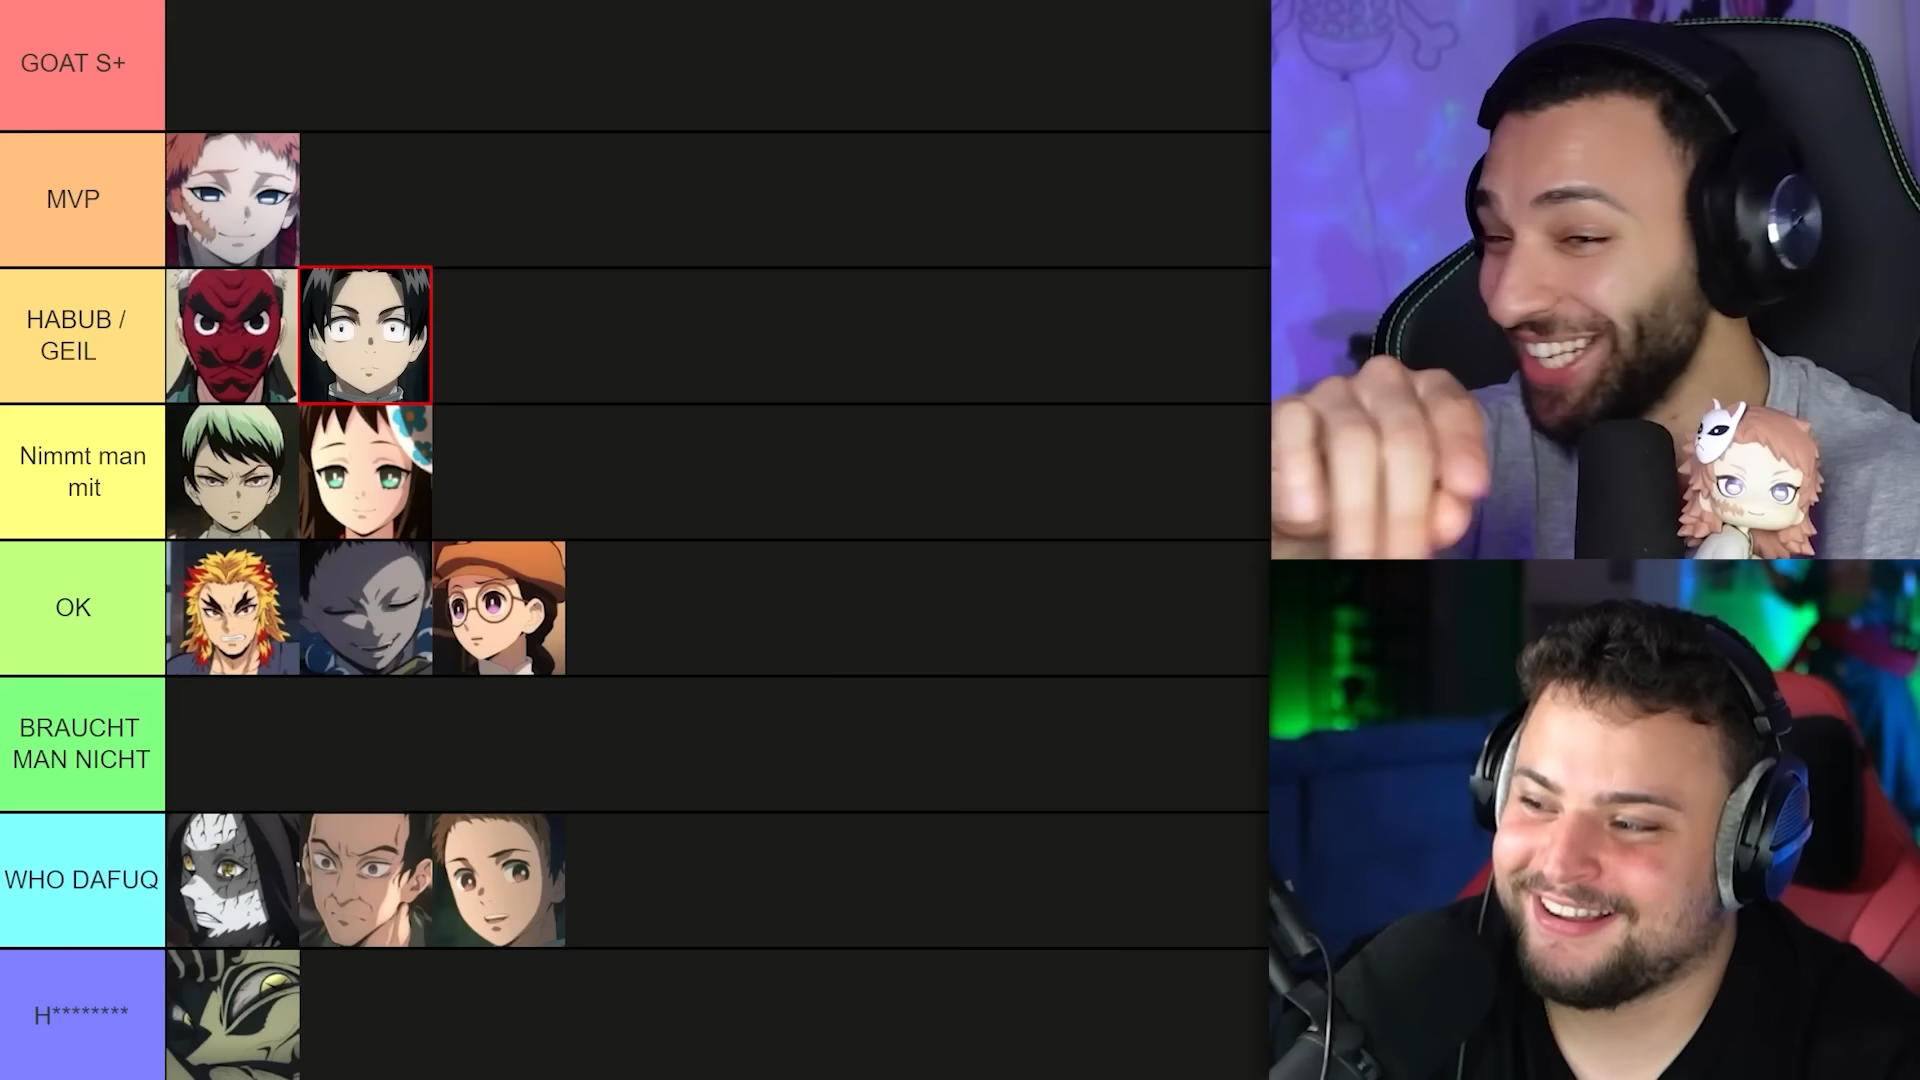 GOAT S+
MVP
HABUB /
GEIL
Nimmt man
mit
OK
BRAUCHT
MAN NICHT
WHO DAFUQ
H********